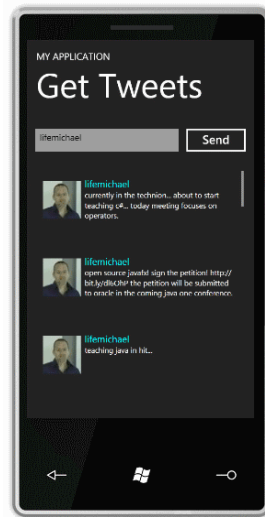 MY APPLICATION
Get Tweets
lifemichael
Send
lifemichael
currently in the technion... about to start
teaching c#... today meeting focuses on
operators.
lifemichael
open source javafx! sign the petition! http://
bit.ly/dl6OhP the petition will be submitted
to oracle in the coming java one conference.
lifemichael
teaching java in hit...